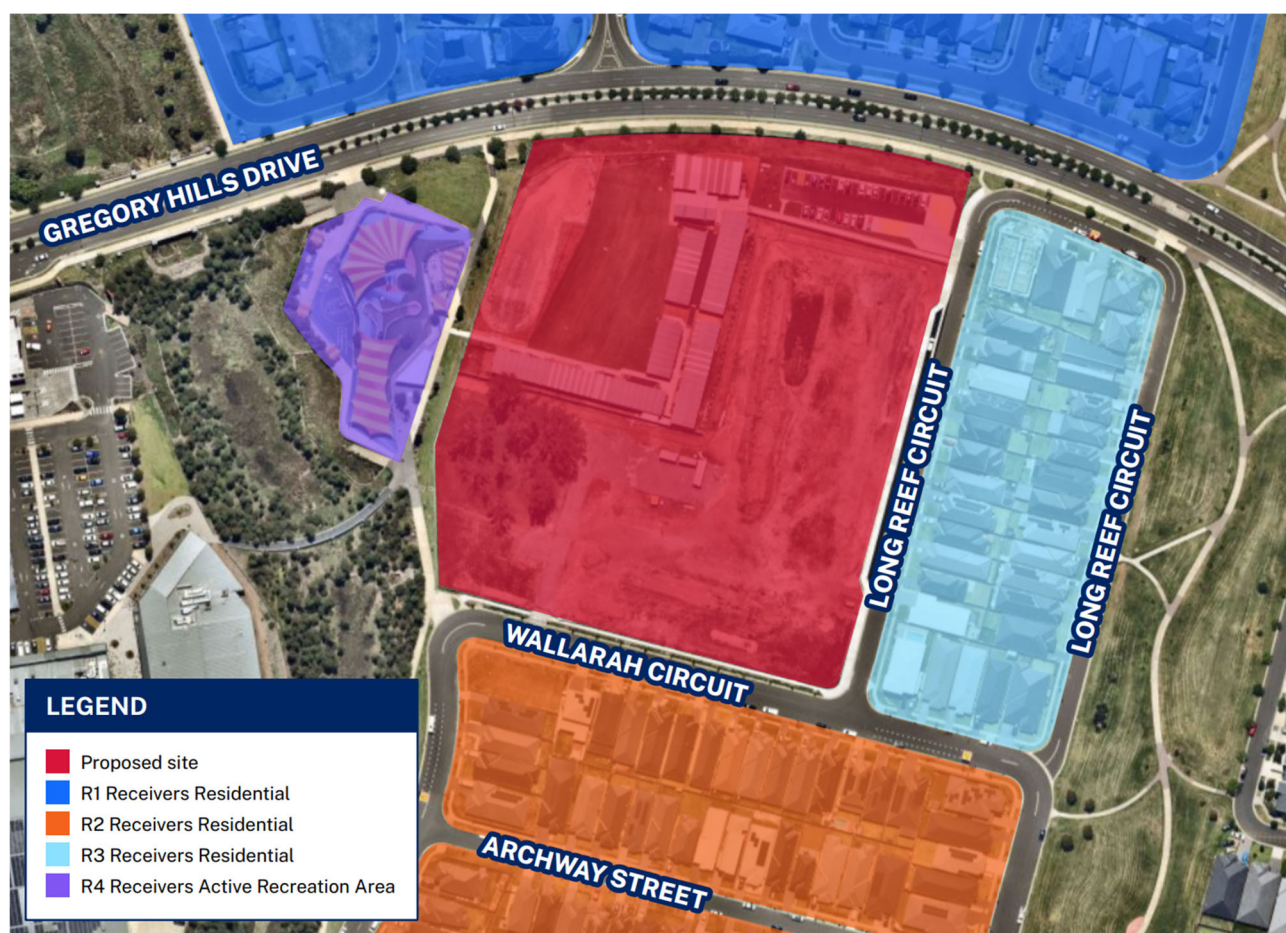 GREGORY HILLS DRIVE
LONG REEF CIRCUIT
LONG REEF CIRCUIT
WALLARAH CIRCUIT
ARCHWAY STREET
LEGEND
Proposed site
R1 Receivers Residential
R2 Receivers Residential
R3 Receivers Residential
R4 Receivers Active Recreation Area